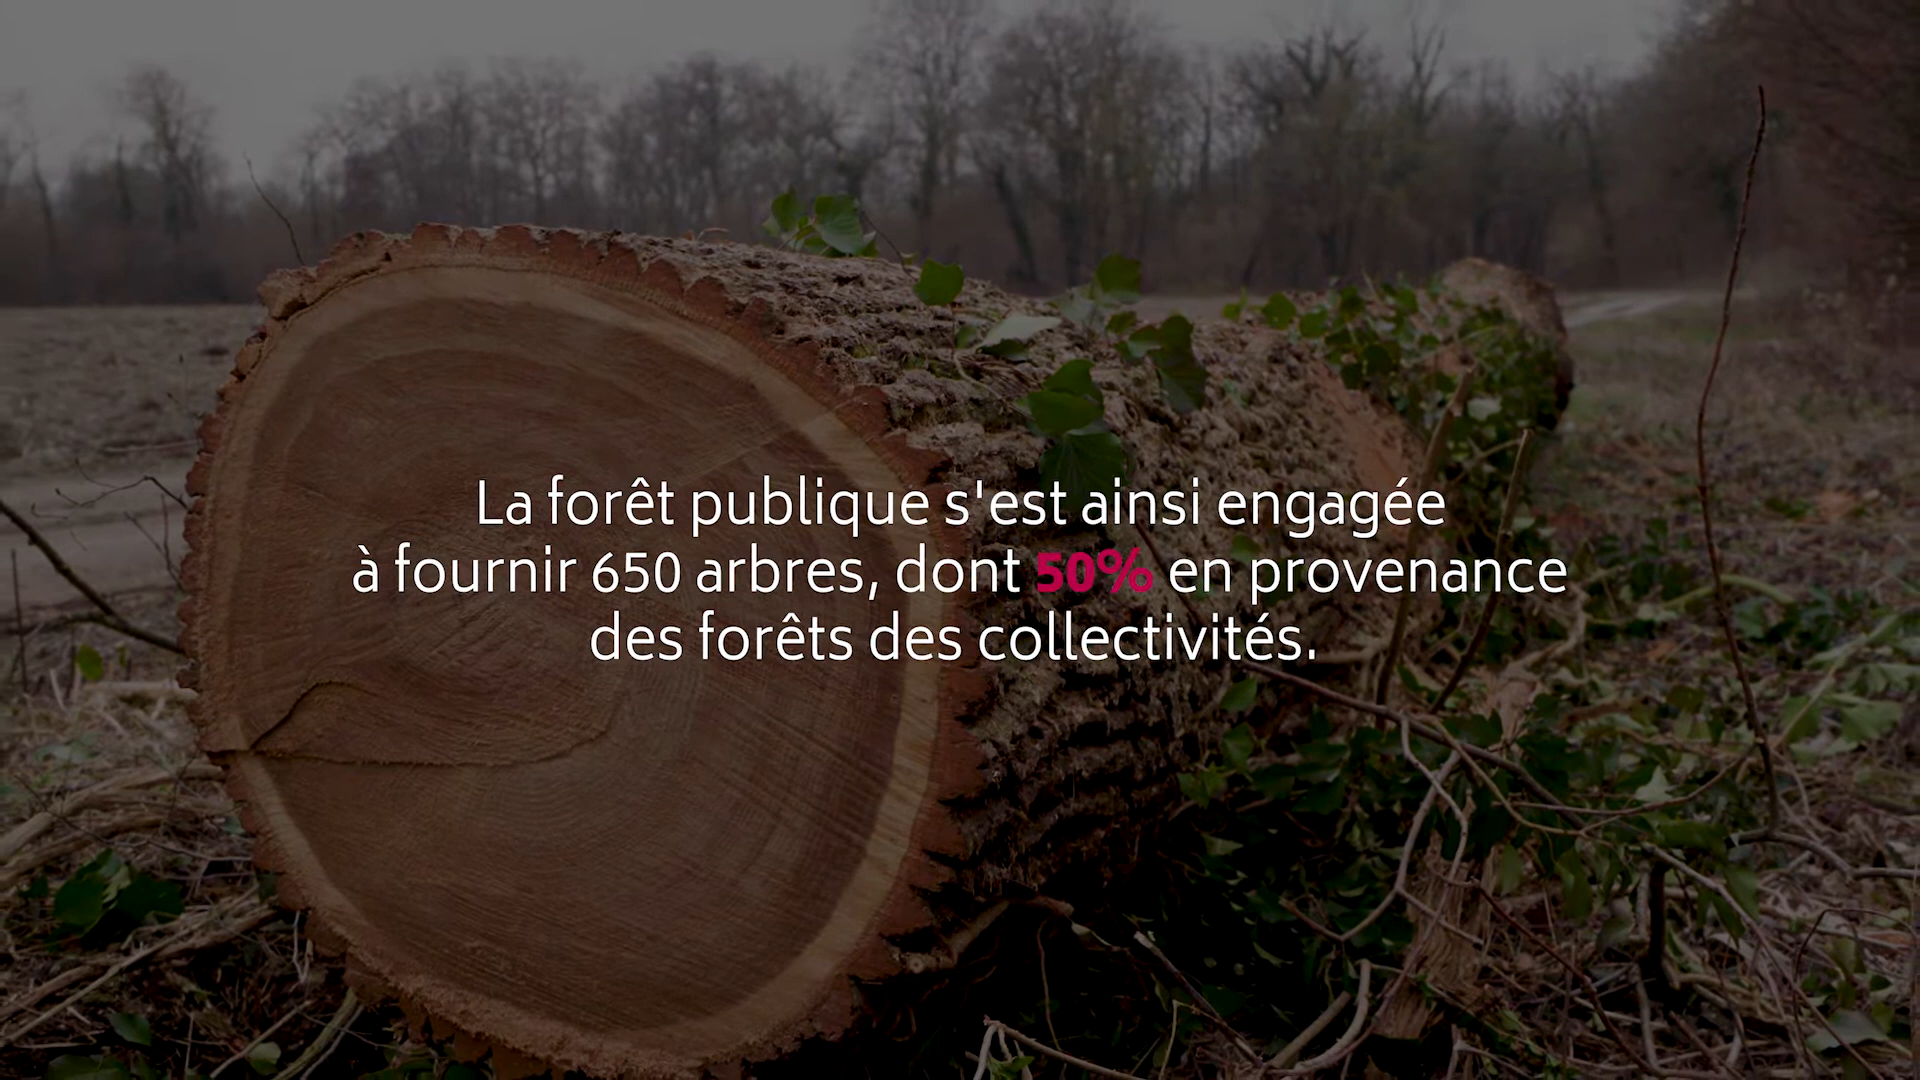 La forêt publique s'est ainsi engagée
à fournir 650 arbres, dont 50% en provenance
des forêts des collectivités.